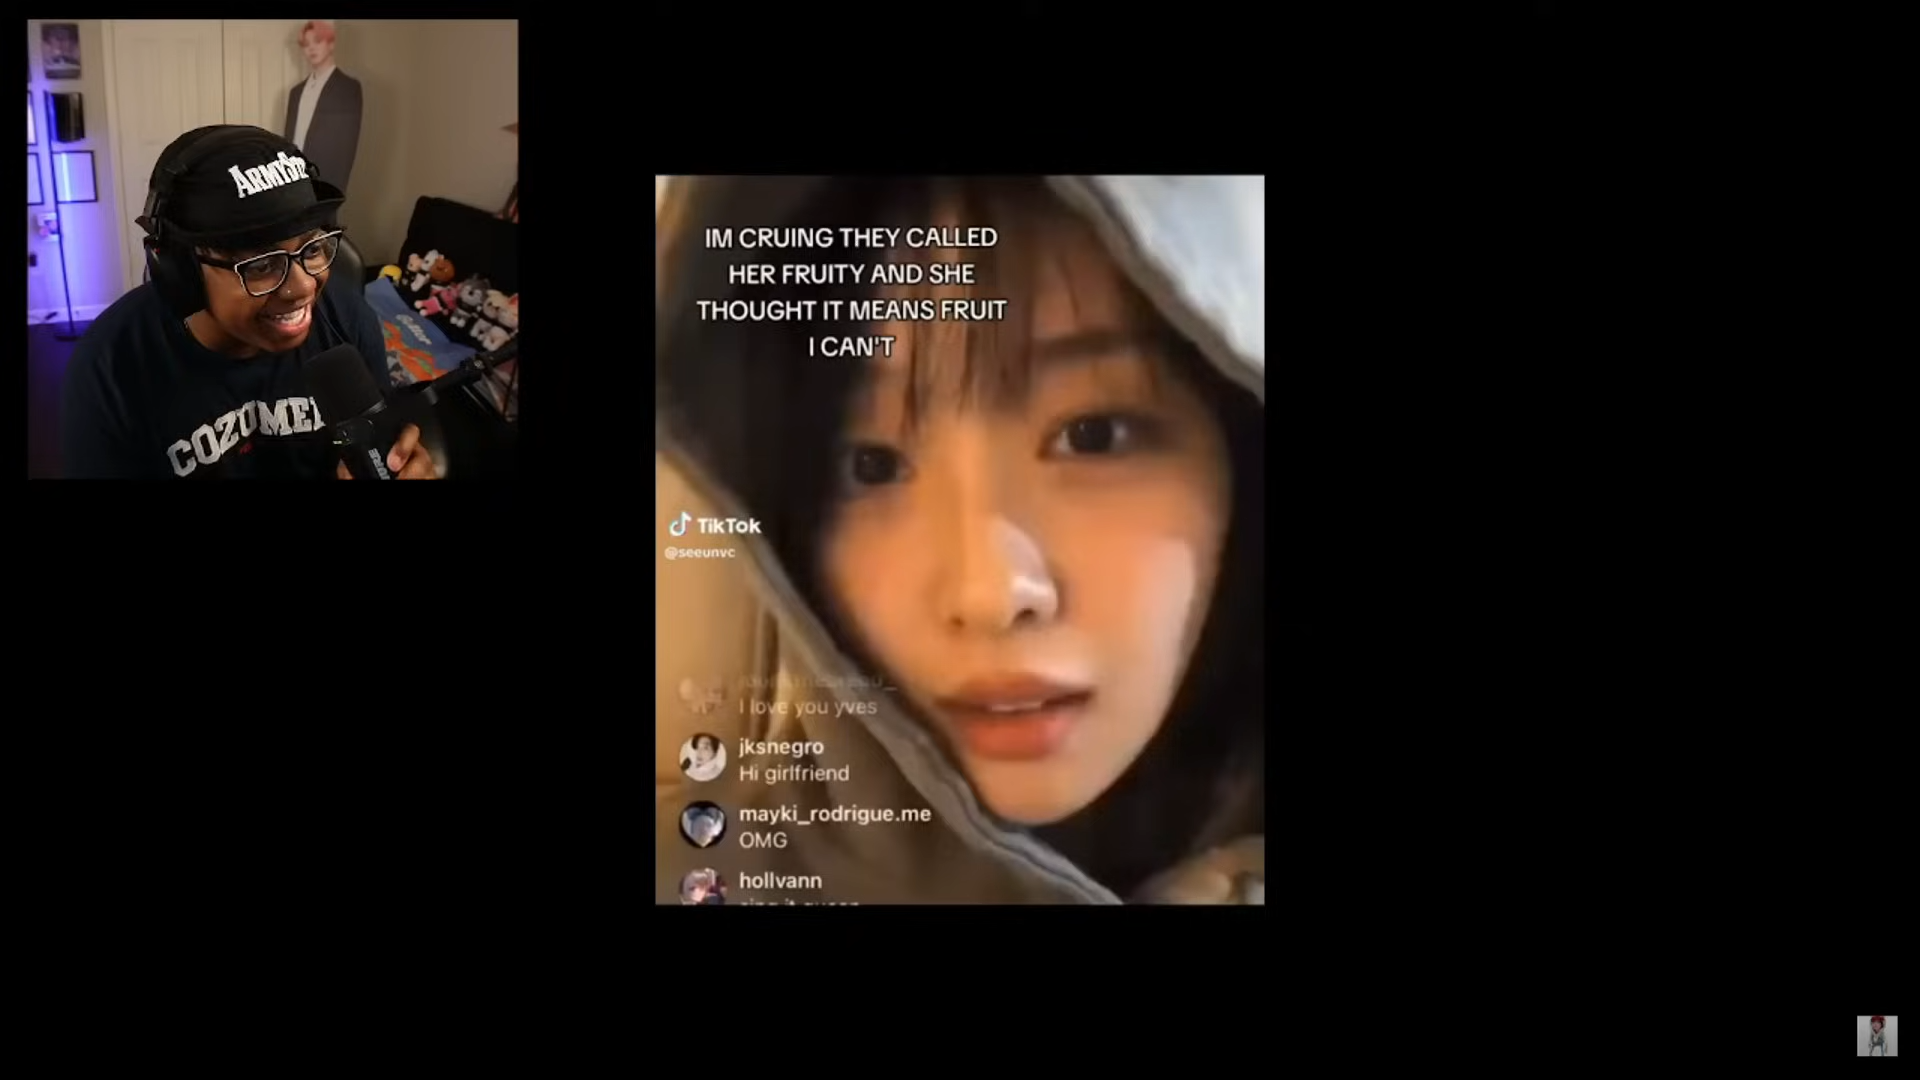 ARMY
COZUMEL
IM CRUING THEY CALLED
HER FRUITY AND SHE
THOUGHT IT MEANS FRUIT
I CAN'T
TikTok
@seeunvc
I love you yves
jksnegro
Hi girlfriend
mayki_rodrigue.me
OMG
hollvann